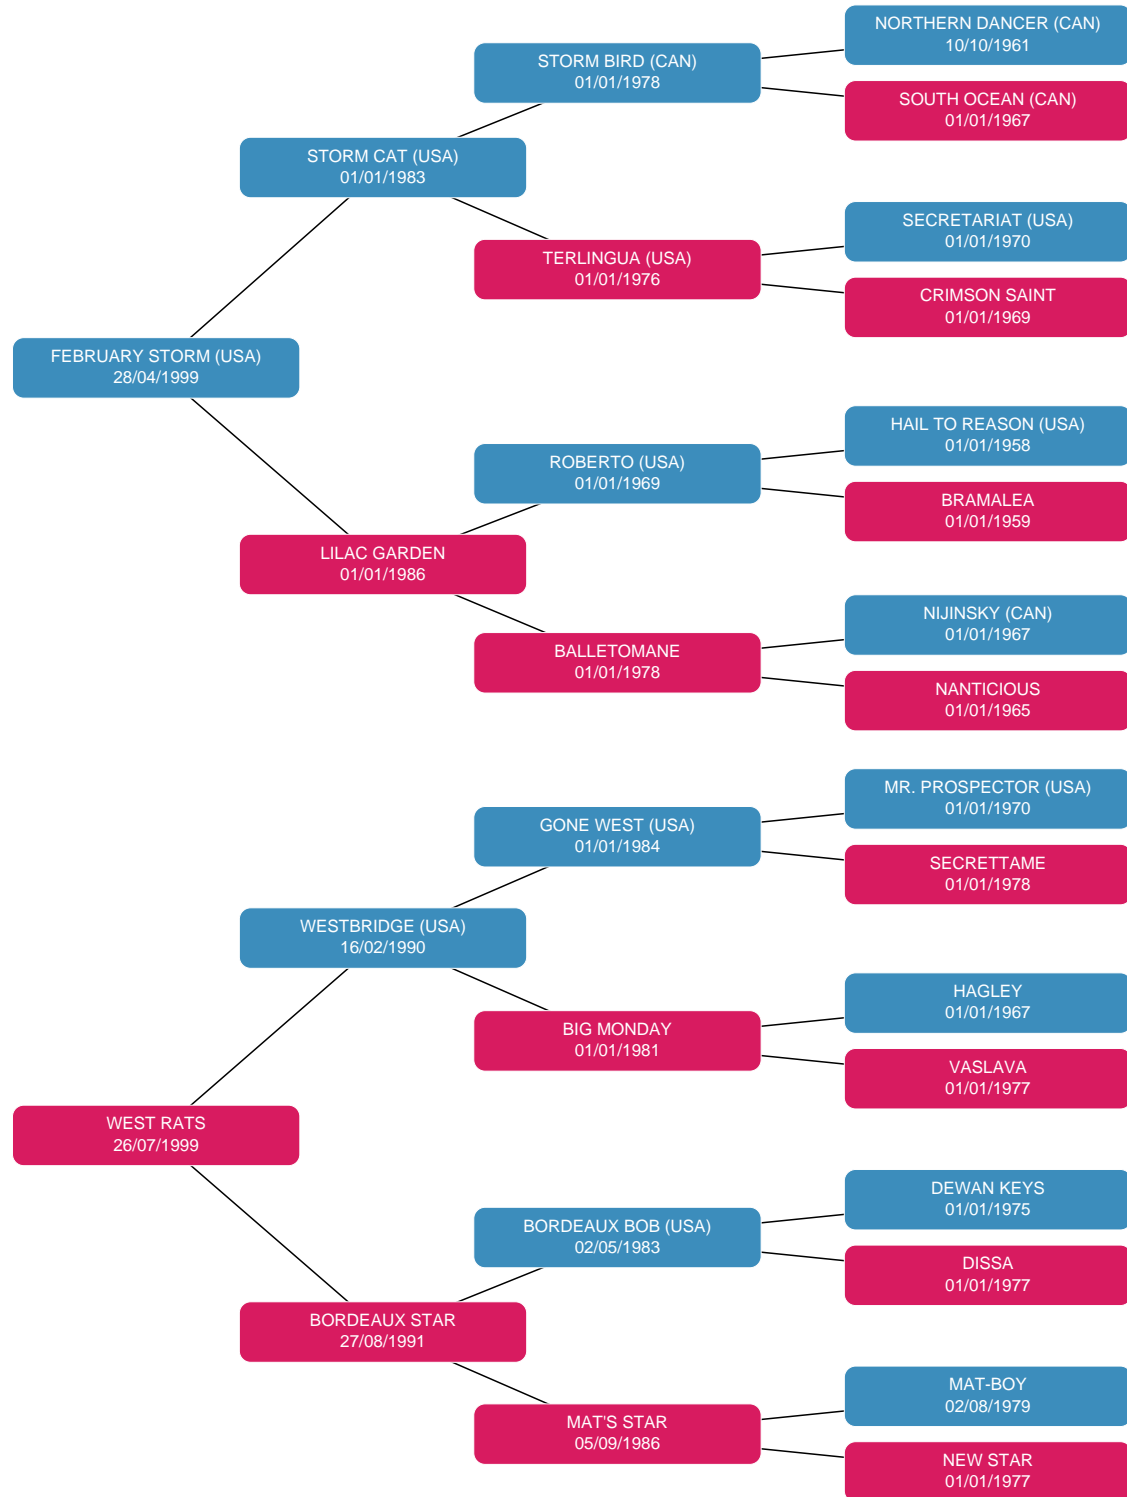 NORTHERN DANCER (CAN)
10/10/1961
STORM BIRD (CAN)
01/01/1978
SOUTH OCEAN (CAN)
01/01/1967
STORM CAT (USA)
01/01/1983
SECRETARIAT (USA)
01/01/1970
TERLINGUA (USA)
01/01/1976
CRIMSON SAINT
01/01/1969
FEBRUARY STORM (USA)
28/04/1999
HAIL TO REASON (USA)
01/01/1958
ROBERTO (USA)
01/01/1969
BRAMALEA
01/01/1959
LILAC GARDEN
01/01/1986
NIJINSKY (CAN)
01/01/1967
BALLETOMANE
01/01/1978
NANTICIOUS
01/01/1965
MR. PROSPECTOR (USA)
01/01/1970
GONE WEST (USA)
01/01/1984
SECRETTAME
01/01/1978
WESTBRIDGE (USA)
16/02/1990
HAGLEY
01/01/1967
BIG MONDAY
01/01/1981
VASLAVA
01/01/1977
WEST RATS
26/07/1999
DEWAN KEYS
01/01/1975
BORDEAUX BOB (USA)
02/05/1983
DISSA
01/01/1977
BORDEAUX STAR
27/08/1991
MAT-BOY
02/08/1979
MAT'S STAR
05/09/1986
NEW STAR
01/01/1977